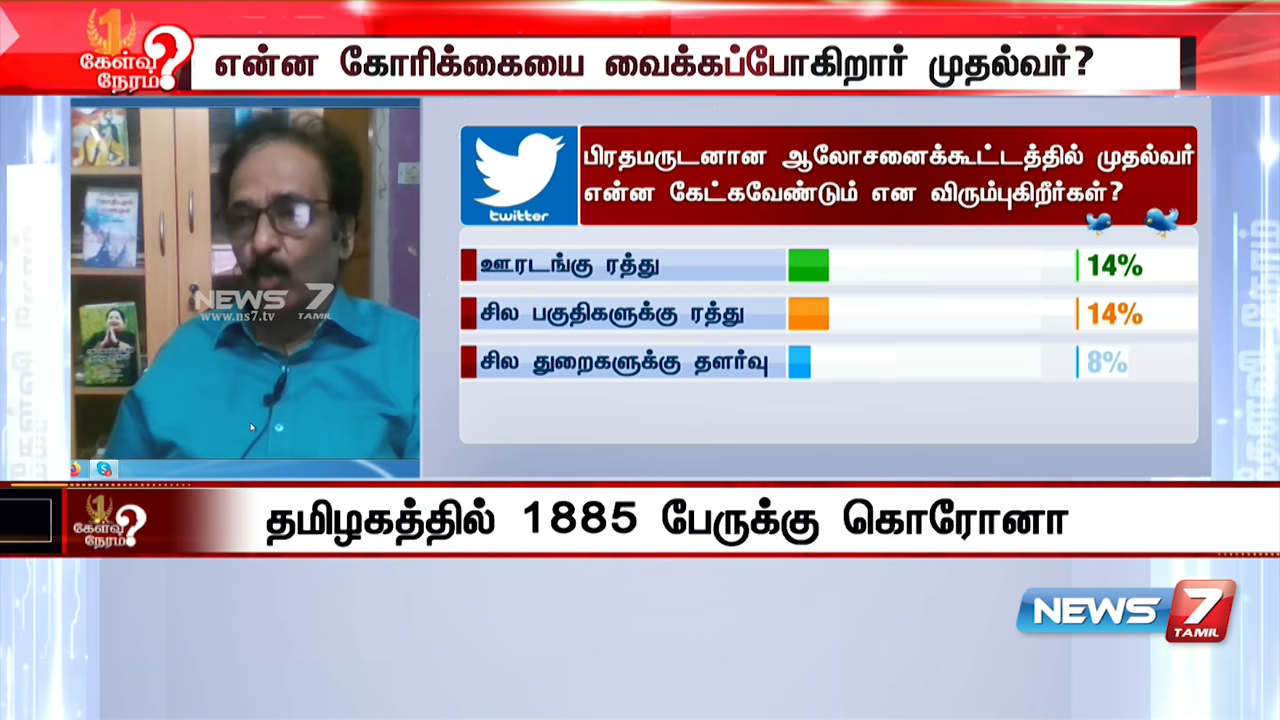 1
கேள்வி
நேரம்?
என்ன கோரிக்கையை வைக்கப்போகிறார் முதல்வர்?
twitter
பிரதமருடனான ஆலோசனைக்கூட்டத்தில் முதல்வர்
என்ன கேட்கவேண்டும் என விரும்புகிறீர்கள்?
ஊரடங்கு ரத்து 14%
சில பகுதிகளுக்கு ரத்து 14%
சில துறைகளுக்கு தளர்வு 8%
NEWS 7
www.ns7.tv TAMIL
1
கேள்வி
நேரம்?
தமிழகத்தில் 1885 பேருக்கு கொரோனா
NEWS 7
TAMIL